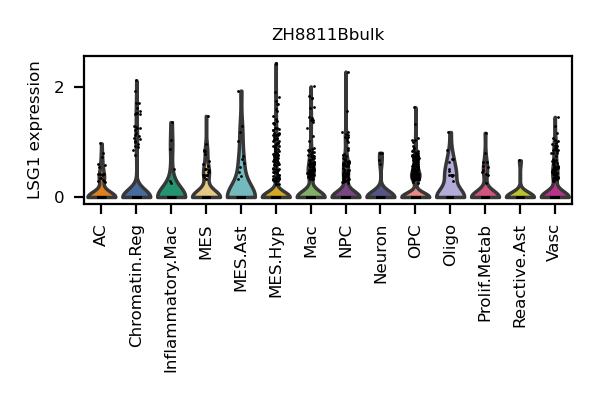 ZH8811Bbulk
LSG1 expression
2
0
AC
Chromatin.Reg
Inflammatory.Mac
MES
MES.Ast
MES.Hyp
Mac
NPC
Neuron
OPC
Oligo
Prolif.Metab
Reactive.Ast
Vasc